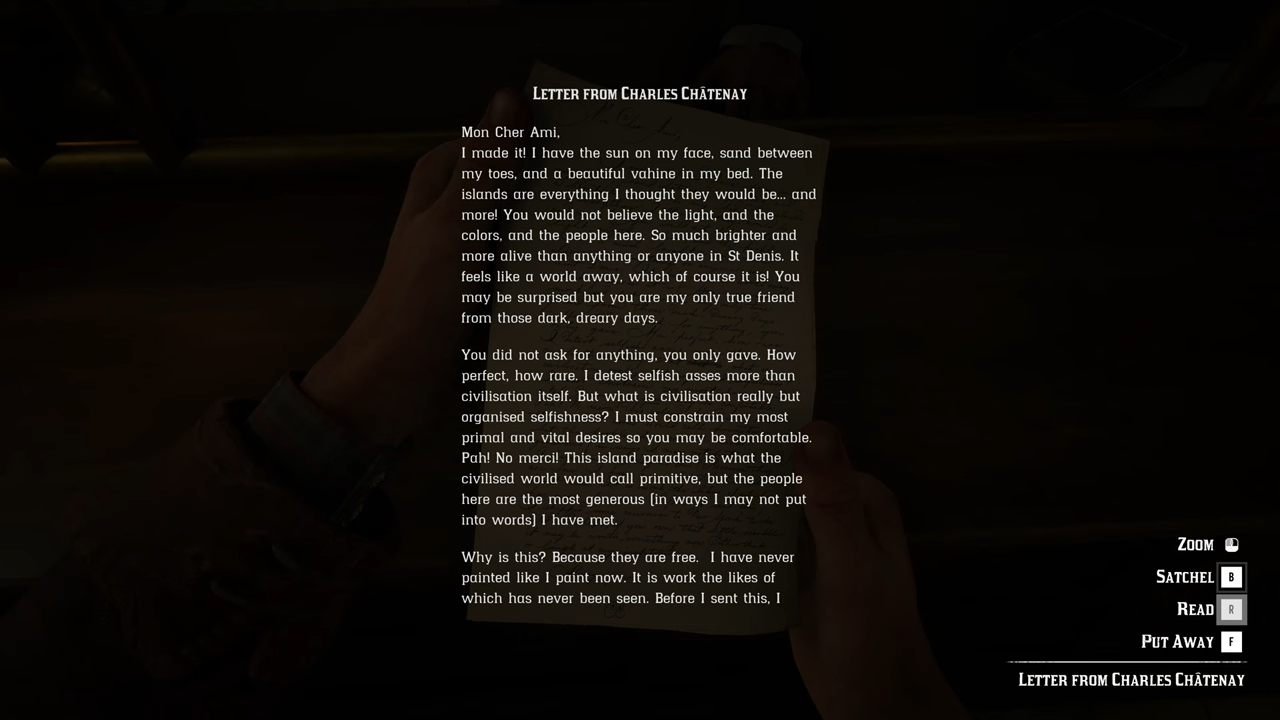 Letter from Charles Châtenay
Mon Cher Ami,
I made it! I have the sun on my face, sand between
my toes, and a beautiful vahine in my bed. The
islands are everything I thought they would be... and
more! You would not believe the light, and the
colors, and the people here. So much brighter and
more alive than anything or anyone in St Denis. It
feels like a world away, which of course it is! You
may be surprised but you are my only true friend
from those dark, dreary days.
You did not ask for anything, you only gave. How
perfect, how rare. I detest selfish asses more than
civilisation itself. But what is civilisation really but
organised selfishness? I must constrain my most
primal and vital desires so you may be comfortable.
Pah! No merci! This island paradise is what the
civilised world would call primitive, but the people
here are the most generous (in ways I may not put
into words) I have met.
Why is this? Because they are free.  I have never
painted like I paint now. It is work the likes of
which has never been seen. Before I sent this, I
Zoom
Satchel B
Read R
Put Away F
Letter from Charles Châtenay